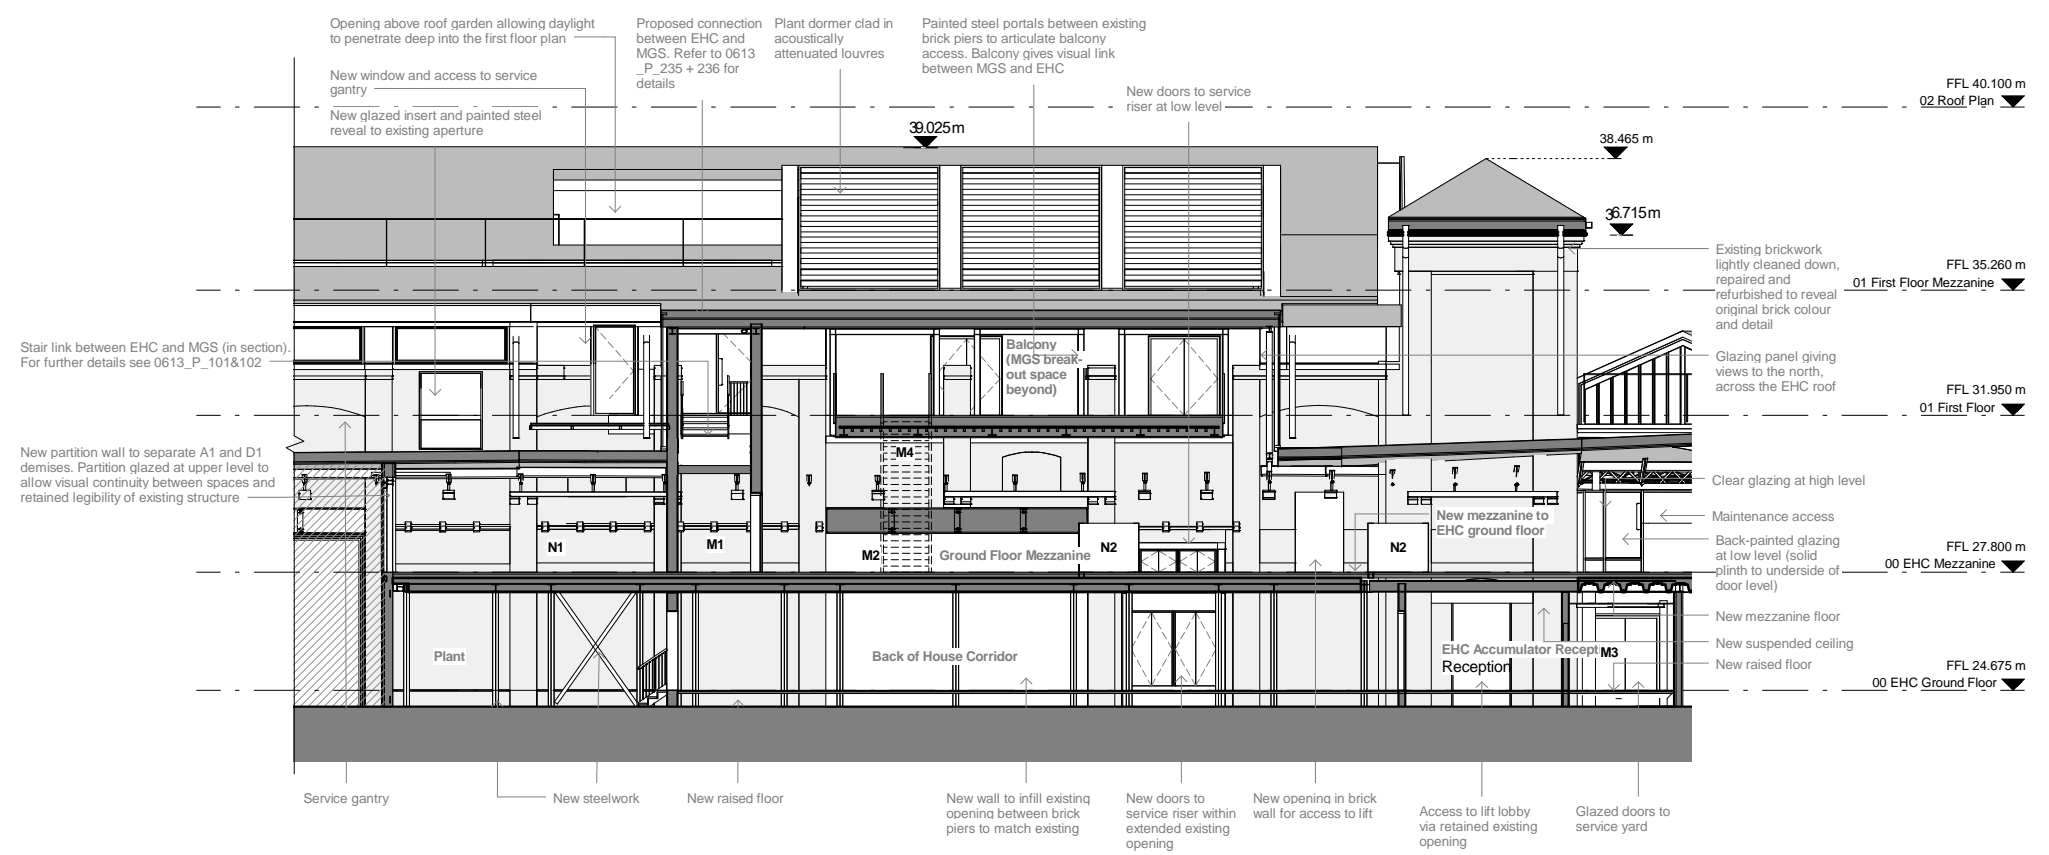 Opening above roof garden allowing daylight
to penetrate deep into the first floor plan
New window and access to service
gantry
New glazed insert and painted steel
reveal to existing aperture
Proposed connection
between EHC and
MGS. Refer to 0613
_P_235 + 236 for
details
Plant dormer clad in
acoustically
attenuated louvres
Painted steel portals between existing
brick piers to articulate balcony
access. Balcony gives visual link
between MGS and EHC
New doors to service
riser at low level
FFL 40.100 m
02 Roof Plan
39.025m
38.465 m
36.715m
Existing brickwork
lightly cleaned down,
repaired and
refurbished to reveal
original brick colour
and detail
FFL 35.260 m
01 First Floor Mezzanine
Stair link between EHC and MGS (in section).
For further details see 0613_P_101&102
Balcony
(MGS break-
out space
beyond)
Glazing panel giving
views to the north,
across the EHC roof
FFL 31.950 m
01 First Floor
New partition wall to separate A1 and D1
demises. Partition glazed at upper level to
allow visual continuity between spaces and
retained legibility of existing structure
M4
Clear glazing at high level
Maintenance access
Back-painted glazing
at low level (solid
plinth to underside of
door level)
New mezzanine to
EHC ground floor
N1
M1
M2
Ground Floor Mezzanine
N2
N2
FFL 27.800 m
00 EHC Mezzanine
New mezzanine floor
New suspended ceiling
New raised floor
Plant
Back of House Corridor
EHC Accumulator Recept
Reception
M3
FFL 24.675 m
00 EHC Ground Floor
Service gantry
New steelwork
New raised floor
New wall to infill existing
opening between brick
piers to match existing
New doors to
service riser within
extended existing
opening
New opening in brick
wall for access to lift
Access to lift lobby
via retained existing
opening
Glazed doors to
service yard